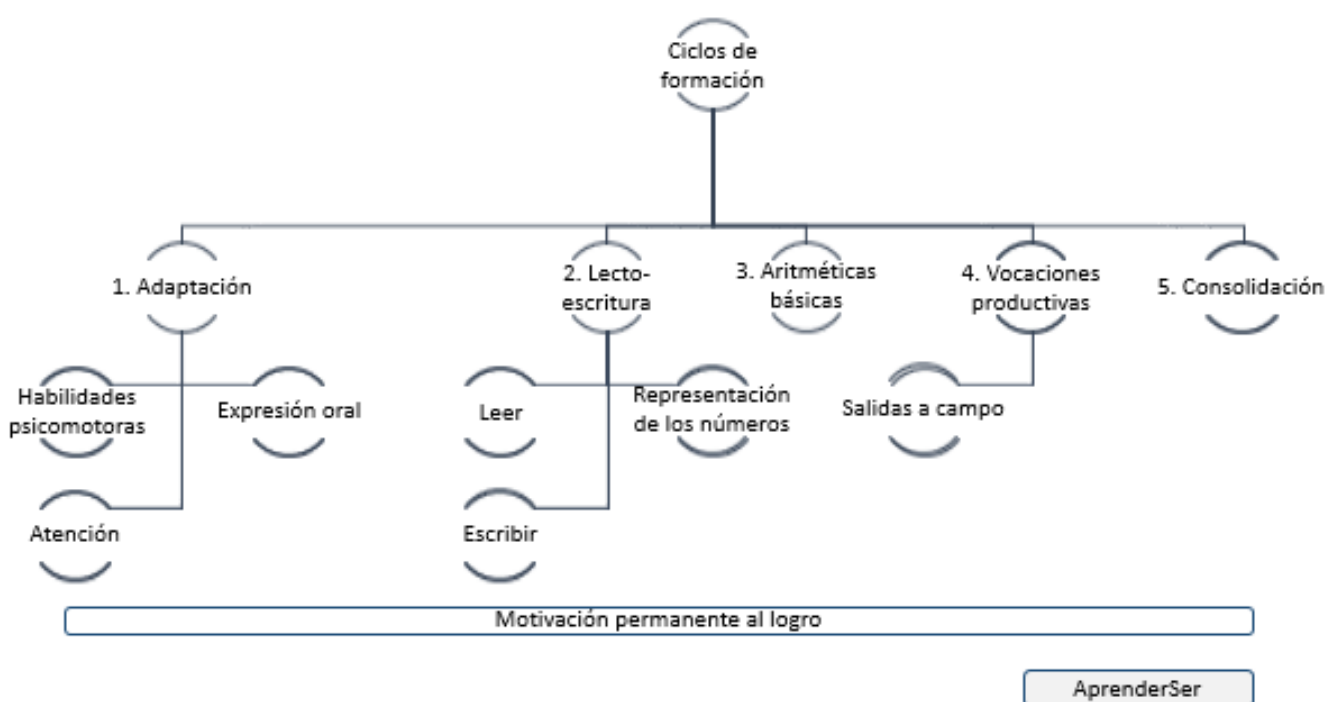 Ciclos de
formación
1. Adaptación
2. Lecto-
escritura
3. Aritméticas
básicas
4. Vocaciones
productivas
5. Consolidación
Habilidades
psicomotoras
Expresión oral
Leer
Representación
de los números
Salidas a campo
Atención
Escribir
Motivación permanente al logro
AprenderSer